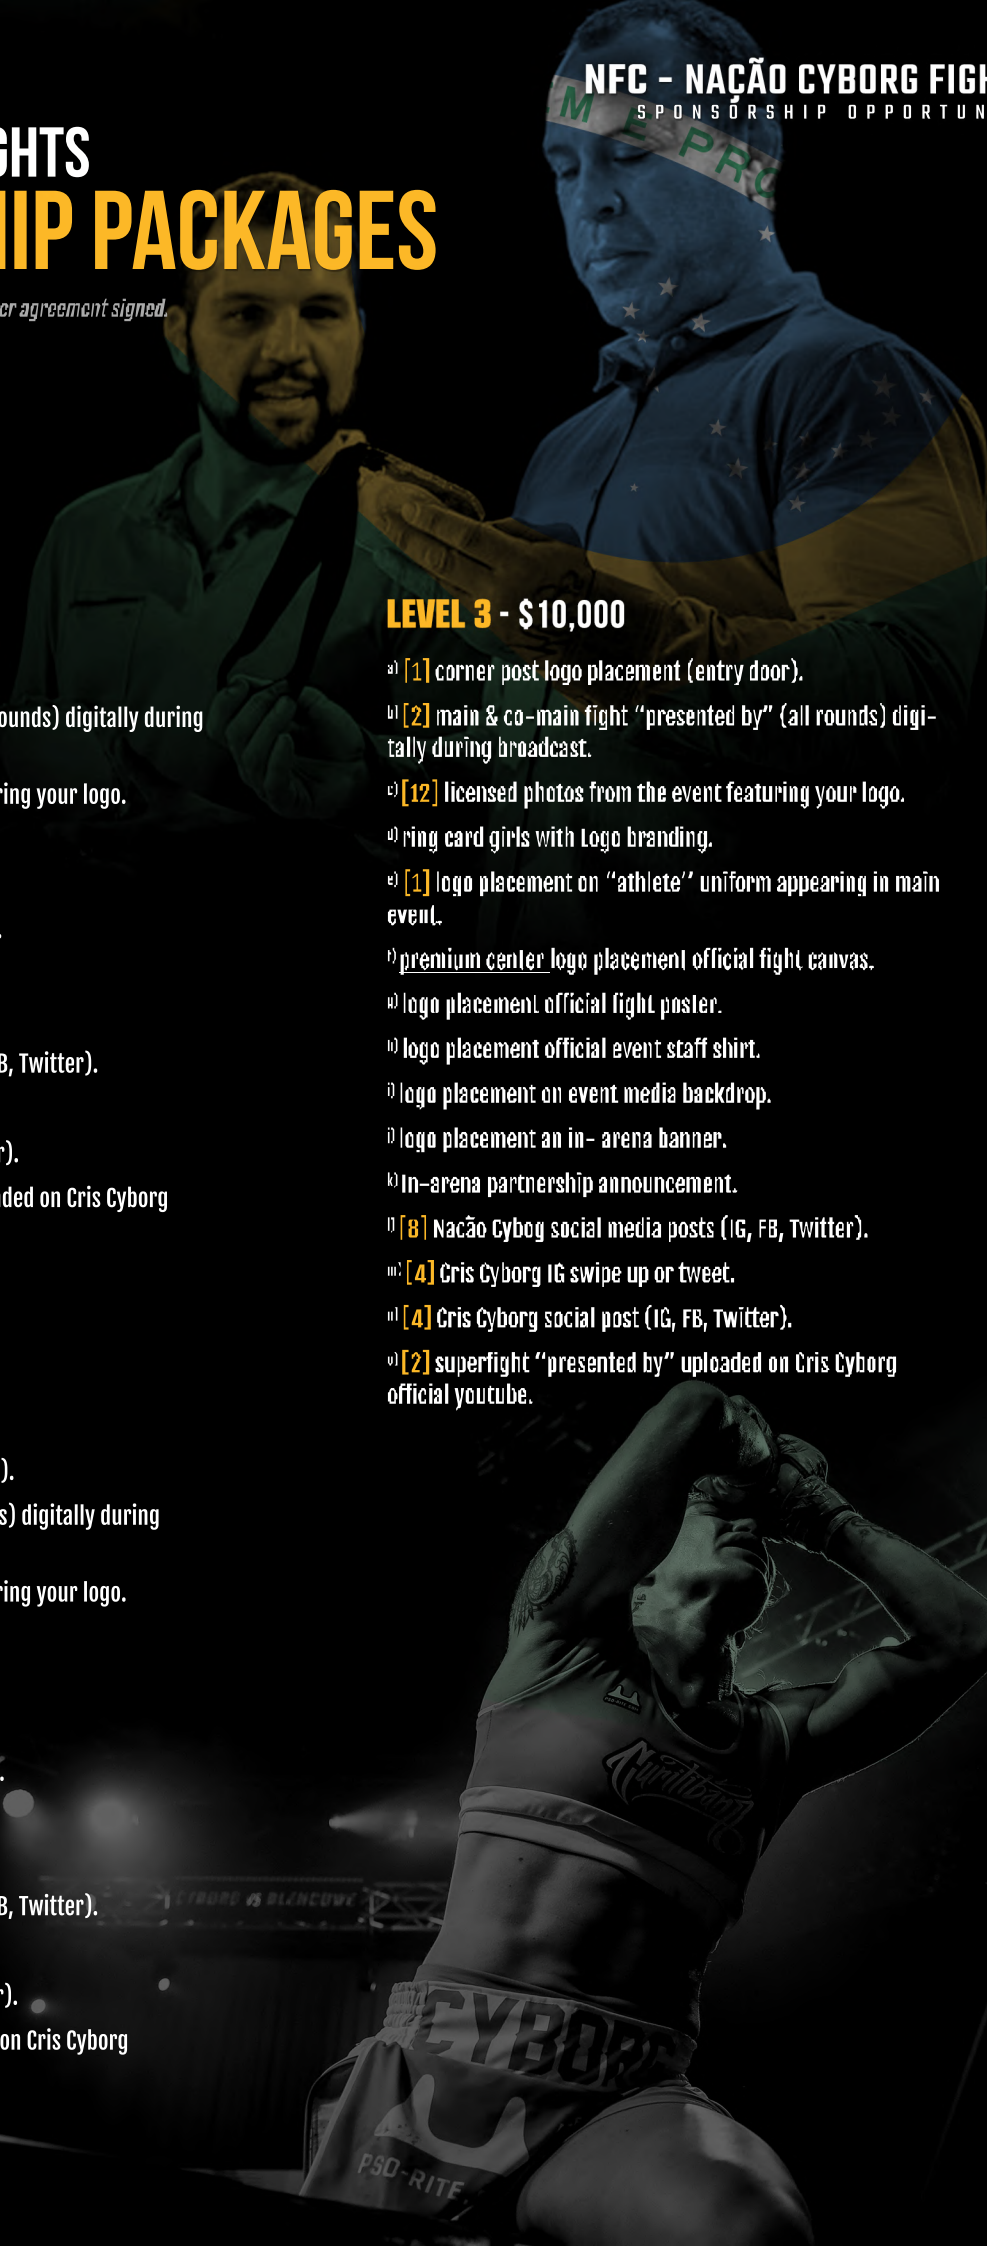 NFC - NAÇÃO CYBORG FIGH
SPONSORSHIP OPPORTUN
GHTS
HIP PACKAGES
or agreement signed.
LEVEL 3 - $10,000
a) [1] corner post logo placement (entry door).
b) [2] main & co-main fight “presented by” (all rounds) digi-
tally during broadcast.
c) [12] licensed photos from the event featuring your logo.
d) ring card girls with Logo branding.
e) [1] logo placement on “athlete’’ uniform appearing in main
event.
f) premium center logo placement official fight canvas.
g) logo placement official fight poster.
h) logo placement official event staff shirt.
i) logo placement on event media backdrop.
j) logo placement an in- arena banner.
k) In-arena partnership announcement.
l) [8] Nacão Cybog social media posts (IG, FB, Twitter).
m) [4] Cris Cyborg IG swipe up or tweet.
n) [4] Cris Cyborg social post (IG, FB, Twitter).
o) [2] superfight “presented by” uploaded on Cris Cyborg
official youtube.
ounds) digitally during
ring your logo.
B, Twitter).
r).
ded on Cris Cyborg
).
s) digitally during
ring your logo.
B, Twitter).
r).
on Cris Cyborg
CYBORG VS BLENCOWE
Curitibang
CYBORG
PSO-RITE